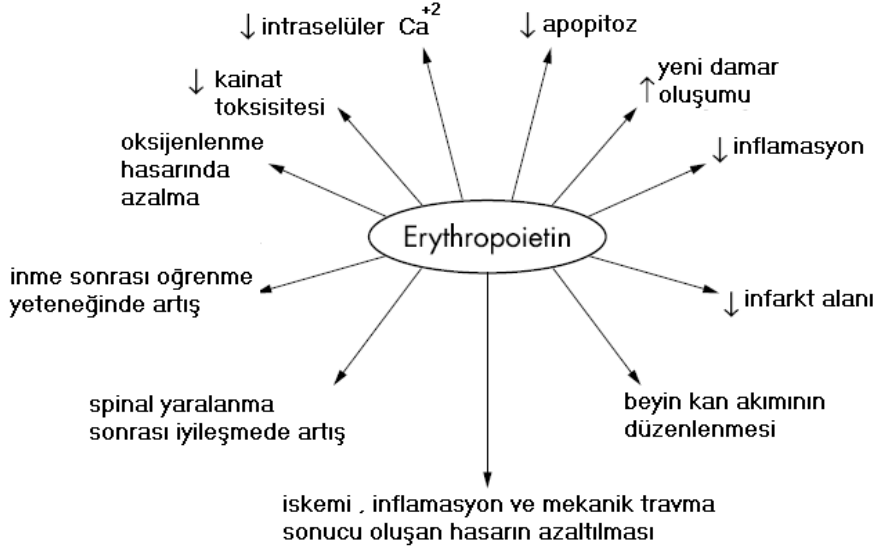 ↓ intraselüler Ca+2
↓ apopitoz
↓ kainat
toksisitesi
↑ yeni damar
oluşumu
oksijenlenme
hasarında
azalma
↓ inflamasyon
Erythropoietin
inme sonrası oğrenme
yeteneğinde artış
↓ infarkt alanı
spinal yaralanma
sonrası iyileşmede artış
beyin kan akımının
düzenlenmesi
iskemi , inflamasyon ve mekanik travma
sonucu oluşan hasarın azaltılması